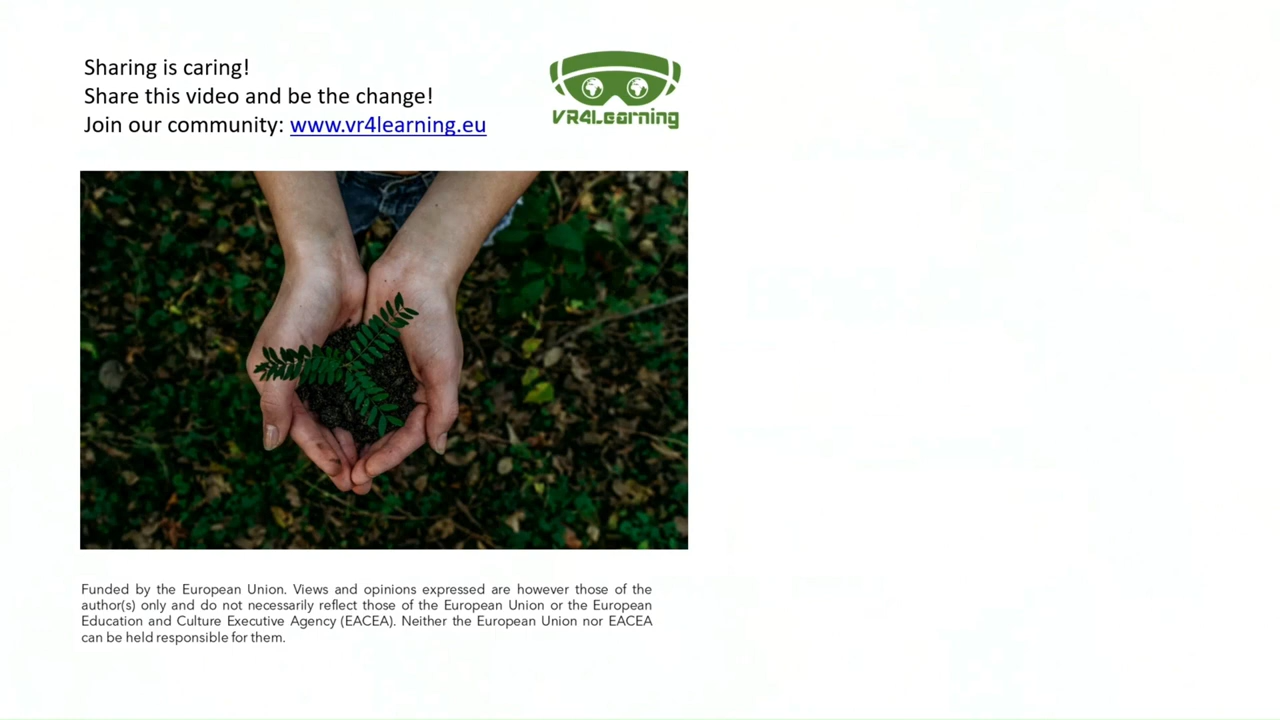 Sharing is caring!
Share this video and be the change!
Join our community: www.vr4learning.eu
VR4Learning
Funded by the European Union. Views and opinions expressed are however those of the
author(s) only and do not necessarily reflect those of the European Union or the European
Education and Culture Executive Agency (EACEA). Neither the European Union nor EACEA
can be held responsible for them.